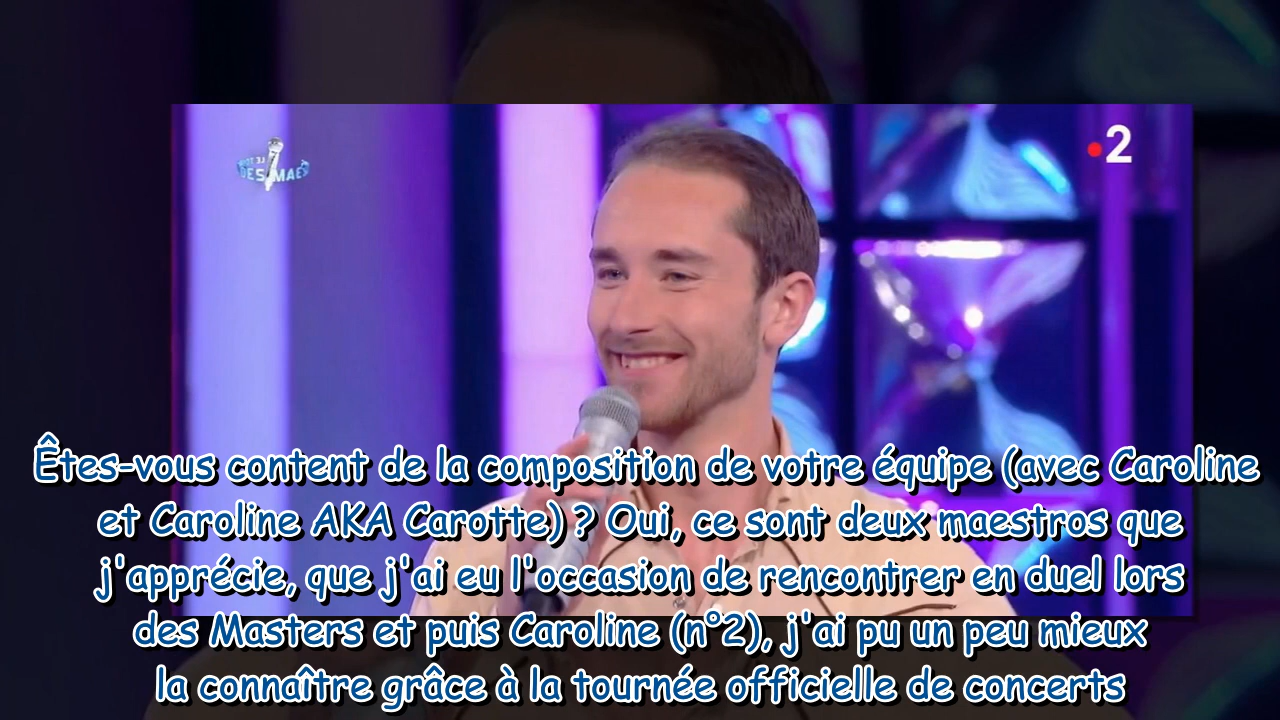 2
Êtes-vous content de la composition de votre équipe (avec Caroline
et Caroline AKA Carotte) ? Oui, ce sont deux maestros que
j'apprécie, que j'ai eu l'occasion de rencontrer en duel lors
des Masters et puis Caroline (n°2), j'ai pu un peu mieux
la connaître grâce à la tournée officielle de concerts